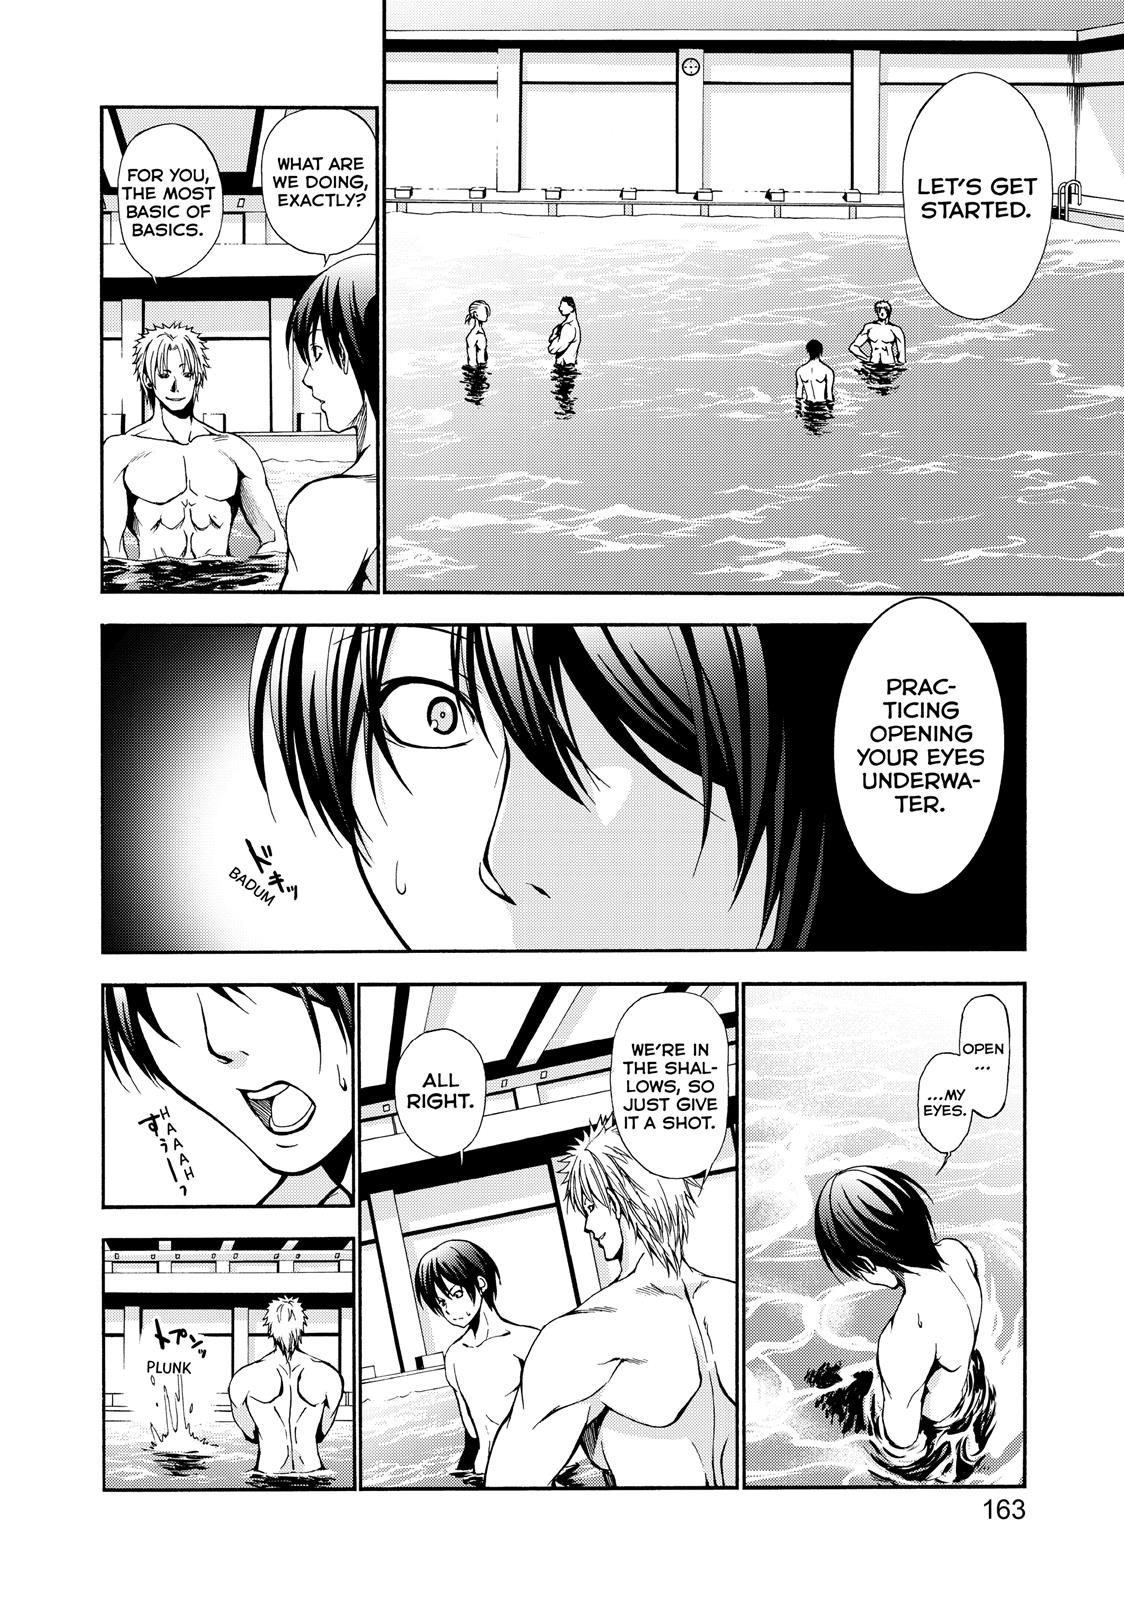 LET'S GET
STARTED.
WHAT ARE
WE DOING,
EXACTLY?
FOR YOU,
THE MOST
BASIC OF
BASICS.
PRAC-
TICING
OPENING
YOUR EYES
UNDERWA-
TER.
ドキッ
BADUM
OPEN
...
...MY
EYES.
WE'RE IN
THE SHAL-
LOWS, SO
JUST GIVE
IT A SHOT.
ALL
RIGHT.
HAAAAH
すぅーっ
トプンッ
PLUNK
163